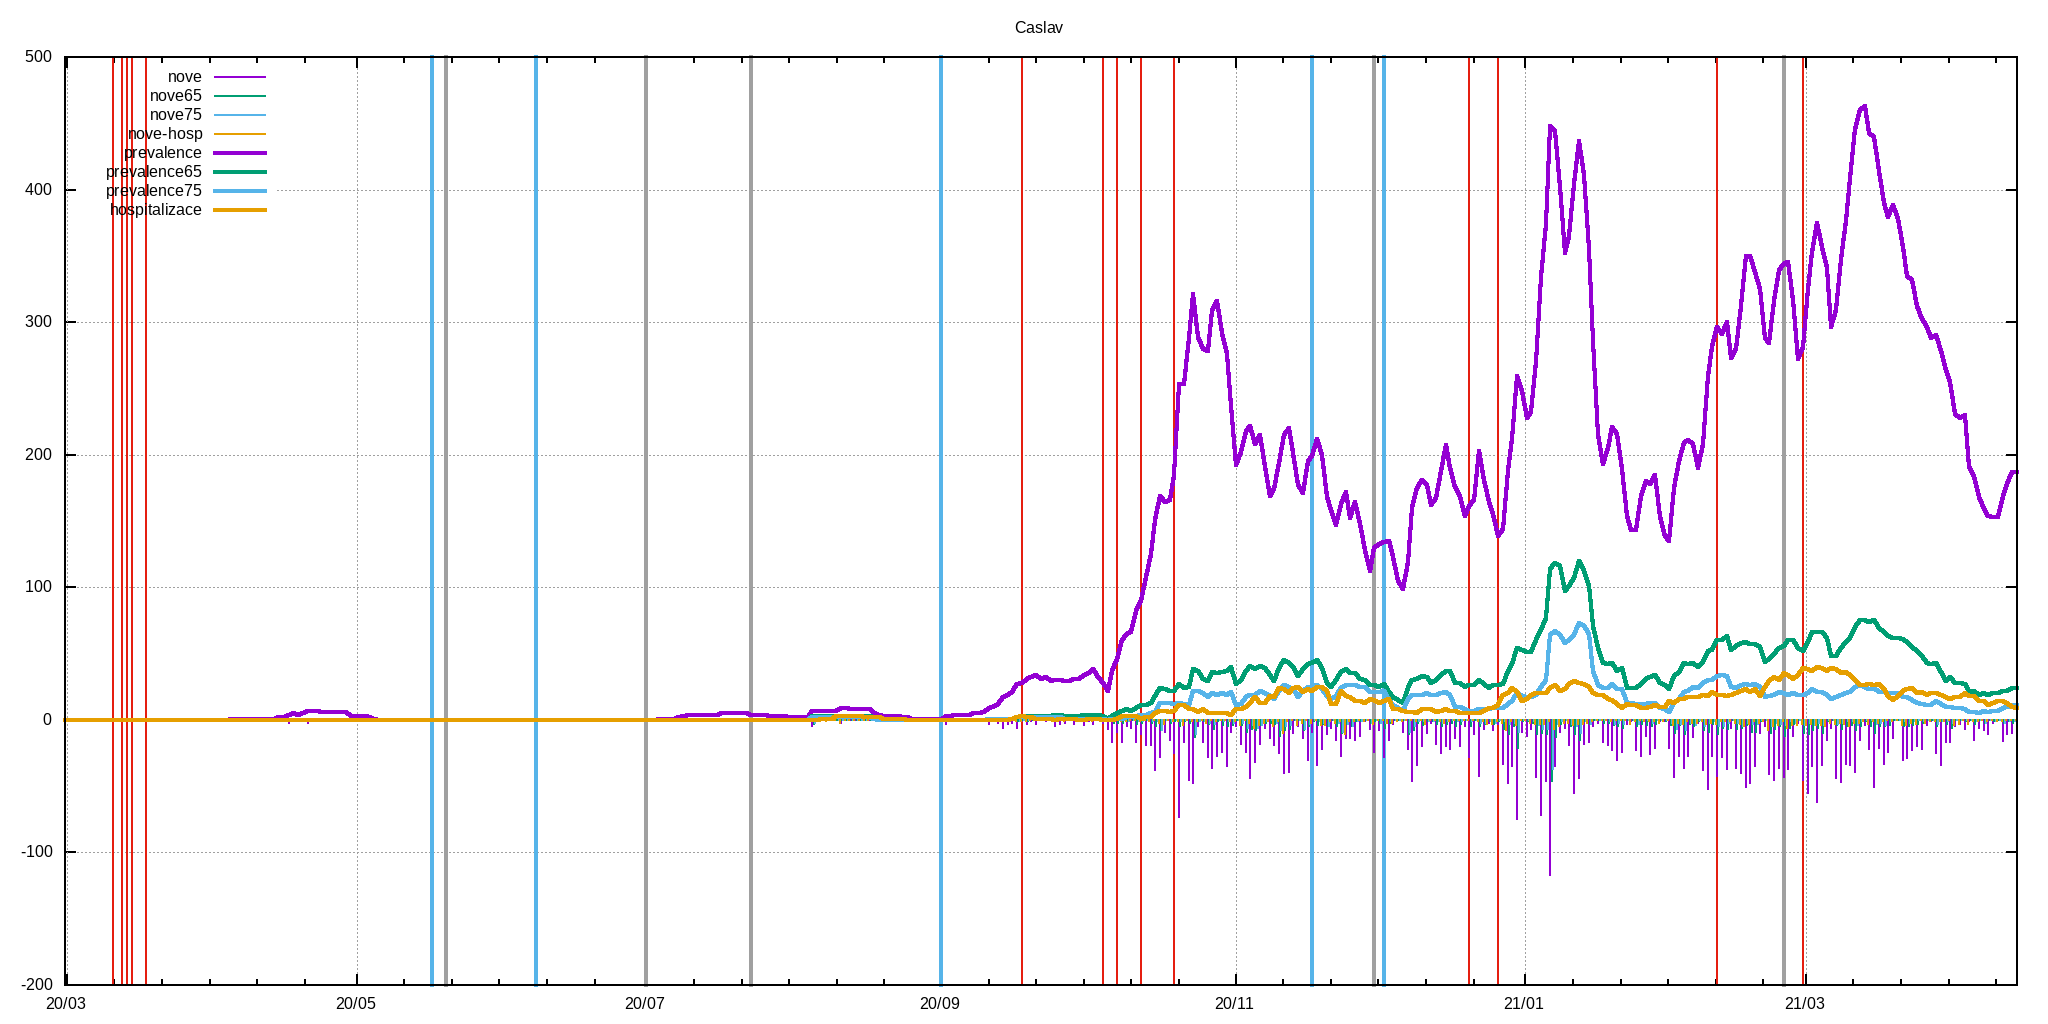 Caslav
500
400
300
200
100
0
-100
-200
nove
nove65
nove75
nove-hosp
prevalence
prevalence65
prevalence75
hospitalizace
20/03 20/05 20/07 20/09 20/11 21/01 21/03